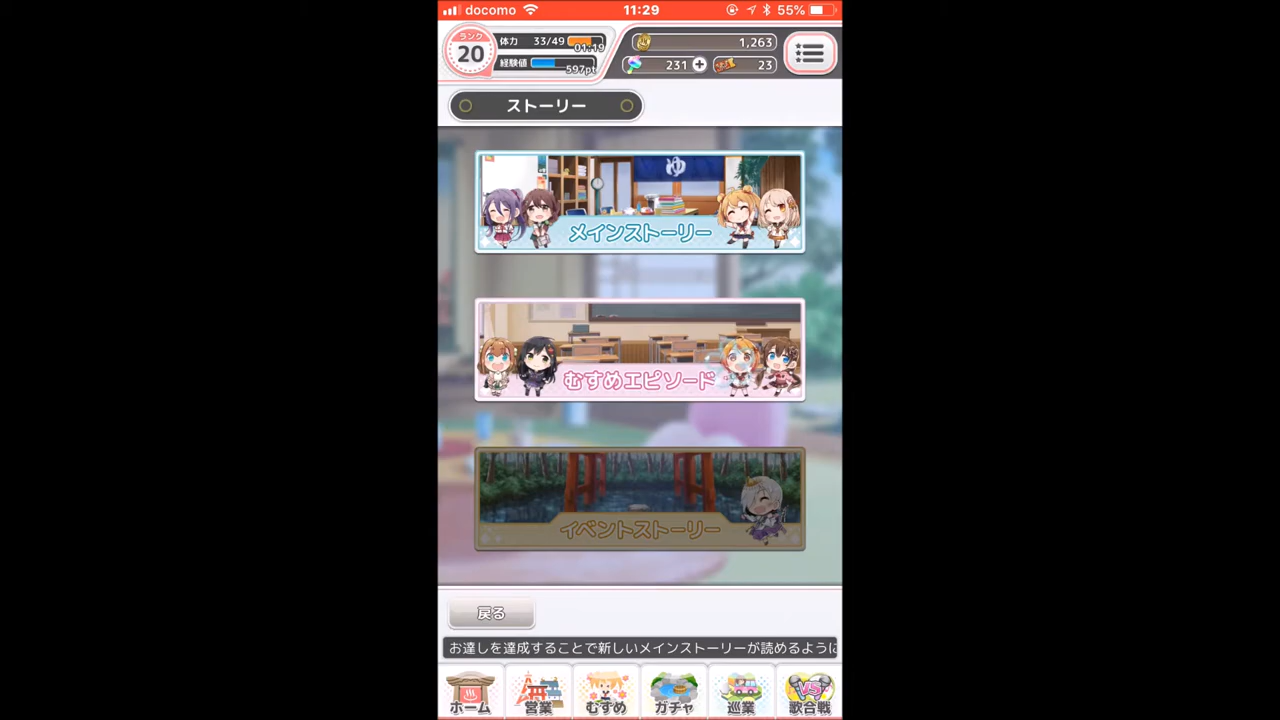 docomo 11:29 55%
ランク
20
体力 33/49
01:19
経験値
597pt
1,263
231
23
ストーリー
ゆ
メインストーリー
むすめエピソード
イベントストーリー
戻る
お達しを達成することで新しいメインストーリーが読めるように
ホーム
営業
むすめ
ガチャ
巡業
VS
歌合戦